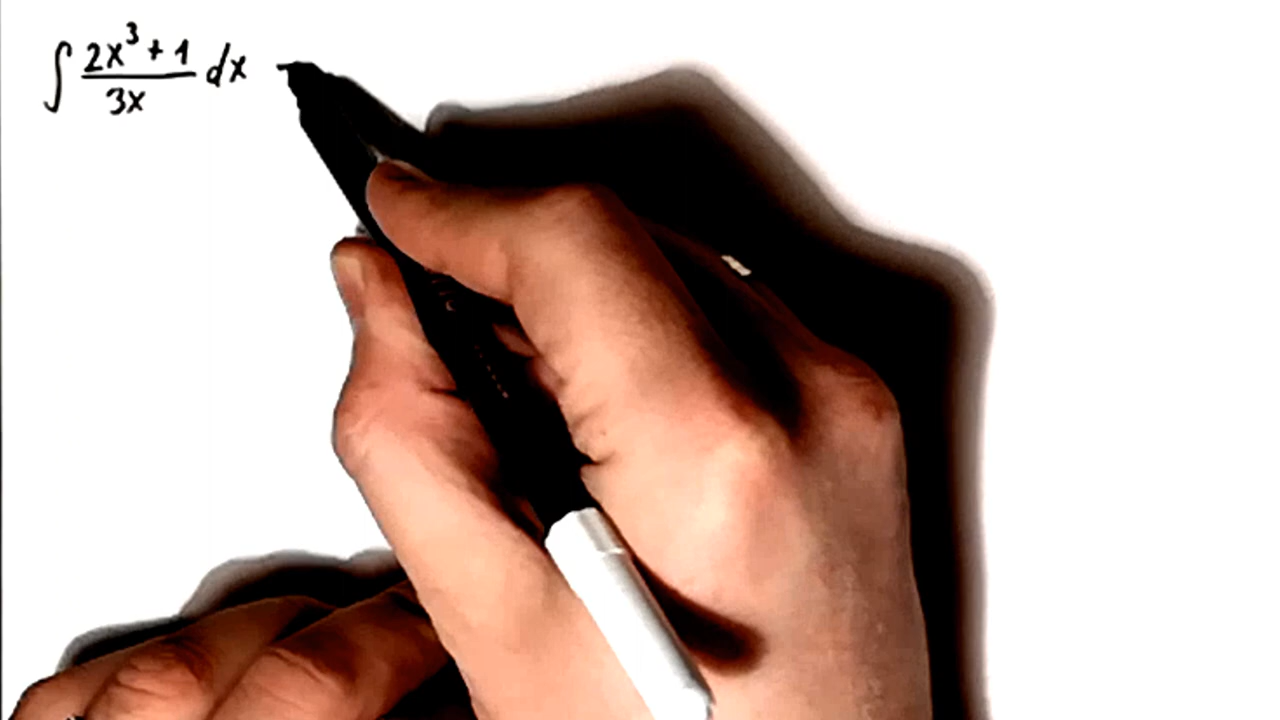 ∫ (2x³ + 1)/(3x) dx